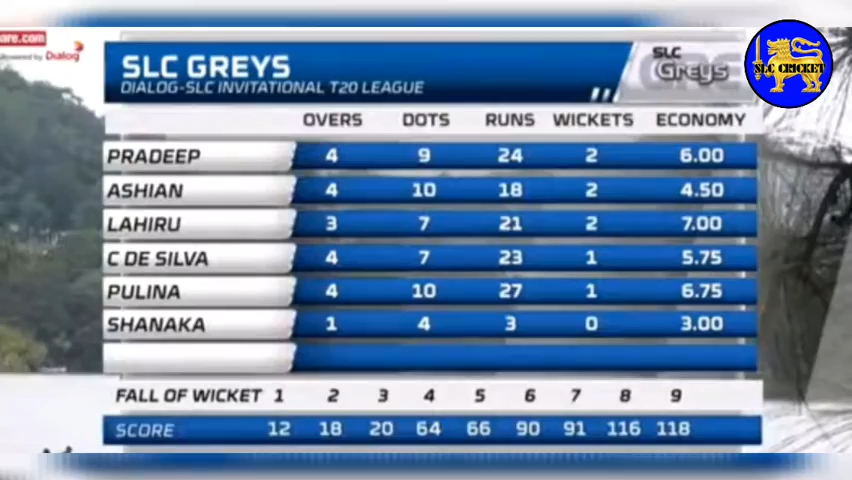 are.com
Powered by Dialog
SLC GREYS
DIALOG-SLC INVITATIONAL T20 LEAGUE
SLC
Greys
SLC CRICKET
OVERS DOTS RUNS WICKETS ECONOMY
PRADEEP 4 9 24 2 6.00
ASHIAN 4 10 18 2 4.50
LAHIRU 3 7 21 2 7.00
C DE SILVA 4 7 23 1 5.75
PULINA 4 10 27 1 6.75
SHANAKA 1 4 3 0 3.00
FALL OF WICKET 1 2 3 4 5 6 7 8 9
SCORE 12 18 20 64 66 90 91 116 118